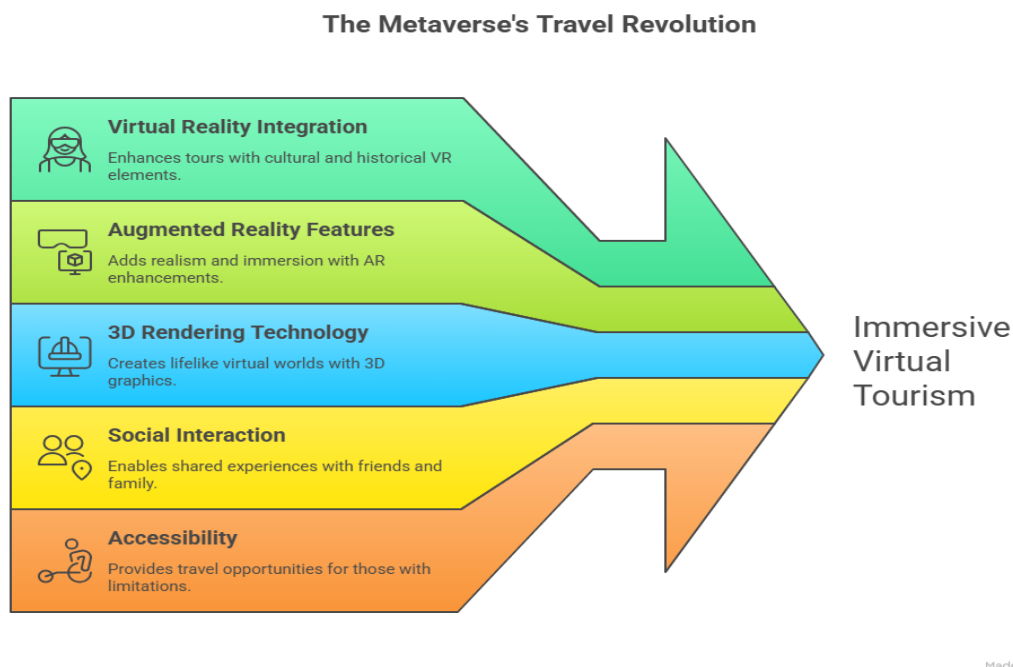 The Metaverse's Travel Revolution
Virtual Reality Integration
Enhances tours with cultural and historical VR
elements.
Augmented Reality Features
Adds realism and immersion with AR
enhancements.
3D Rendering Technology
Creates lifelike virtual worlds with 3D
graphics.
Social Interaction
Enables shared experiences with friends and
family.
Accessibility
Provides travel opportunities for those with
limitations.
Immersive
Virtual
Tourism